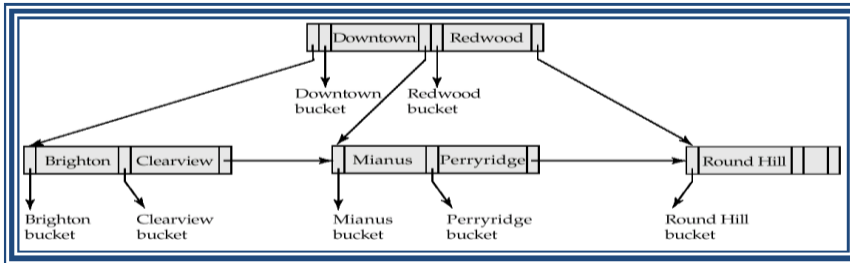 Downtown Redwood
Downtown Redwood
bucket bucket
Brighton Clearview Mianus Perryridge Round Hill
Brighton Clearview Mianus Perryridge Round Hill
bucket bucket bucket bucket bucket